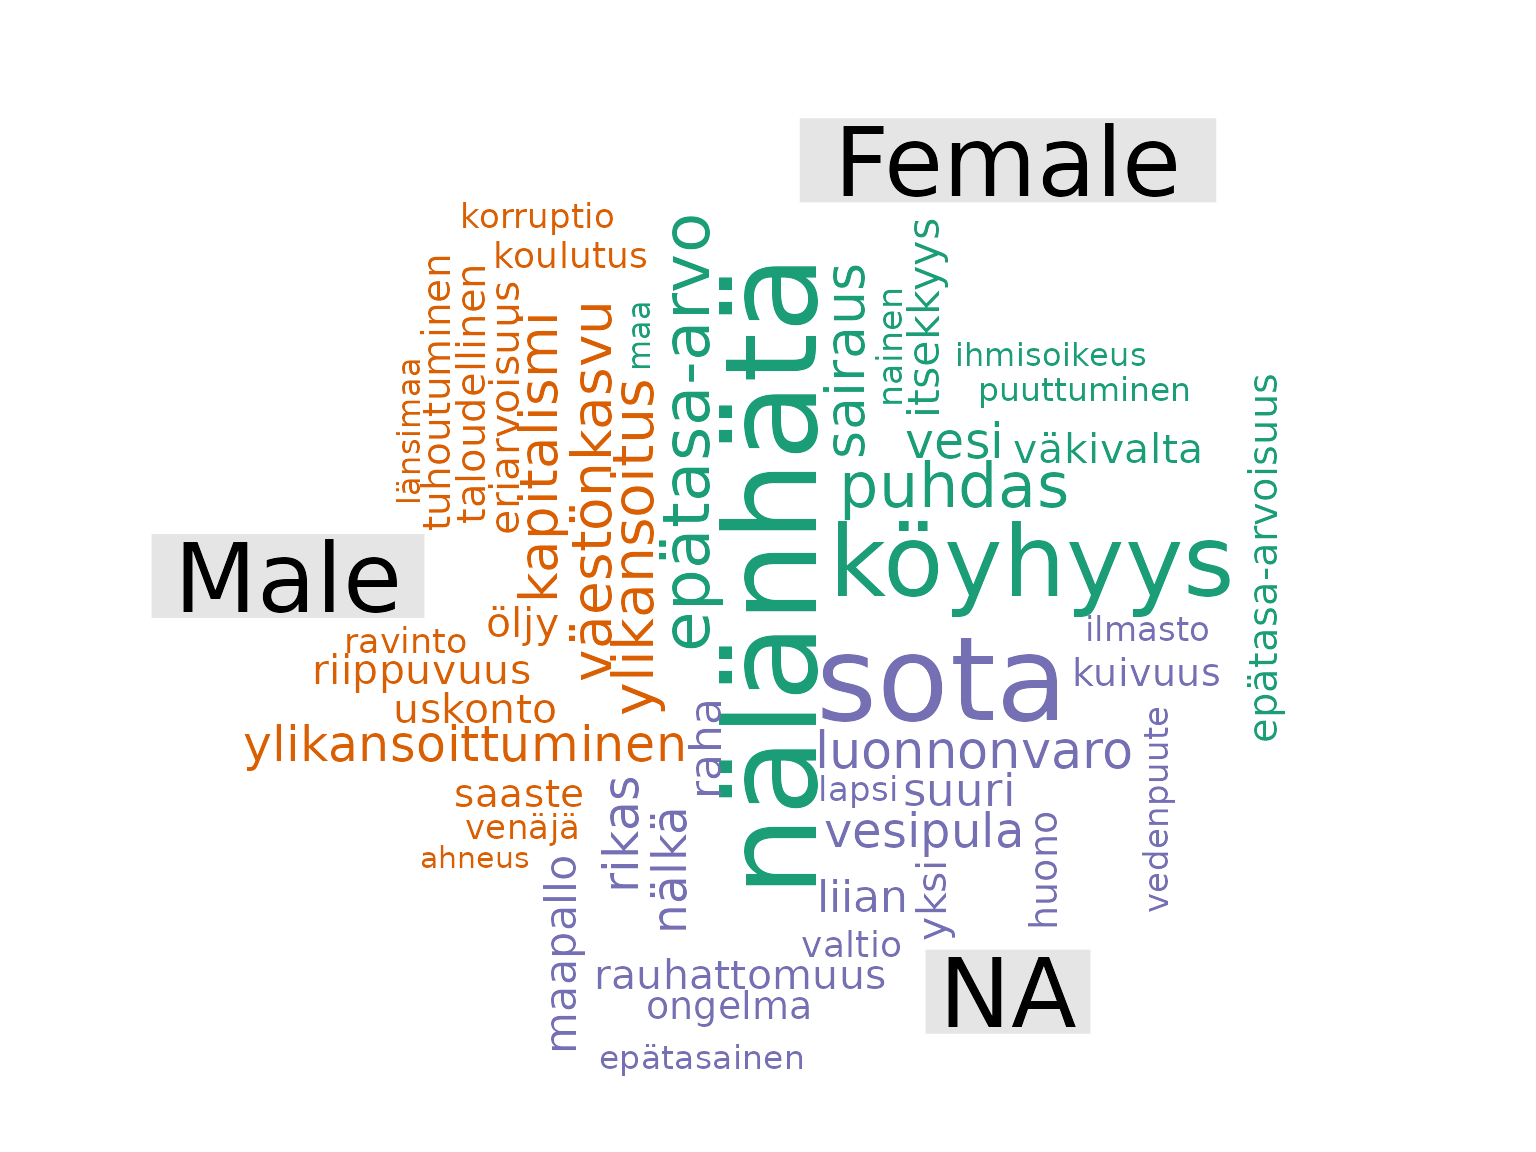 Female
korruptio
koulutus
länsimaa
tuhoutuminen
taloudellinen
eriarvoisuus
kapitalismi
väestönkasvu
ylikansoitus
maa
epätasa-arvo
nälänhätä
sairaus
nainen
itsekkyys
ihmisoikeus
puuttuminen
vesi
väkivalta
puhdas
köyhyys
epätasa-arvoisuus
Male
öljy
ravinto
riippuvuus
uskonto
ylikansoittuminen
saaste
venäjä
ahneus
ilmasto
sota
kuivuus
raha
luonnonvaro
lapsi
suuri
vesipula
rikas
nälkä
maapallo
liian
yksi
huono
vedenpuute
valtio
rauhattomuus
ongelma
epätasainen
NA